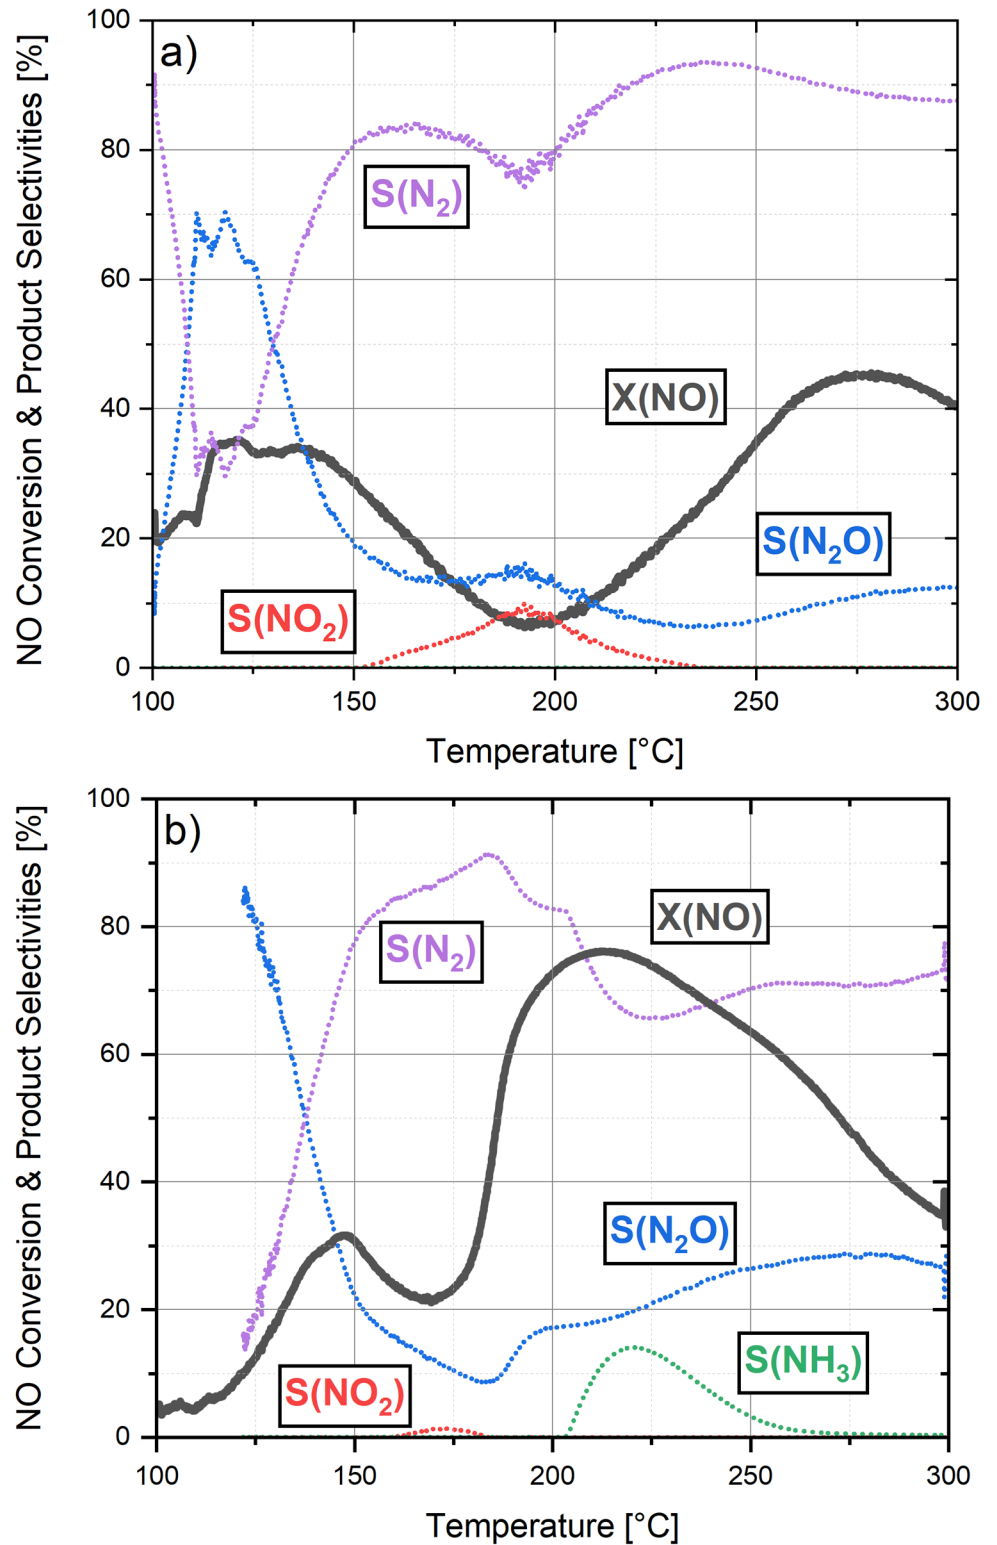 NO Conversion & Product Selectivities [%]
a)
100
80
60
40
20
0
S(N₂)
X(NO)
S(N₂O)
S(NO₂)
100 150 200 250 300
Temperature [°C]
NO Conversion & Product Selectivities [%]
b)
100
80
60
40
20
0
X(NO)
S(N₂)
S(N₂O)
S(NH₃)
S(NO₂)
100 150 200 250 300
Temperature [°C]